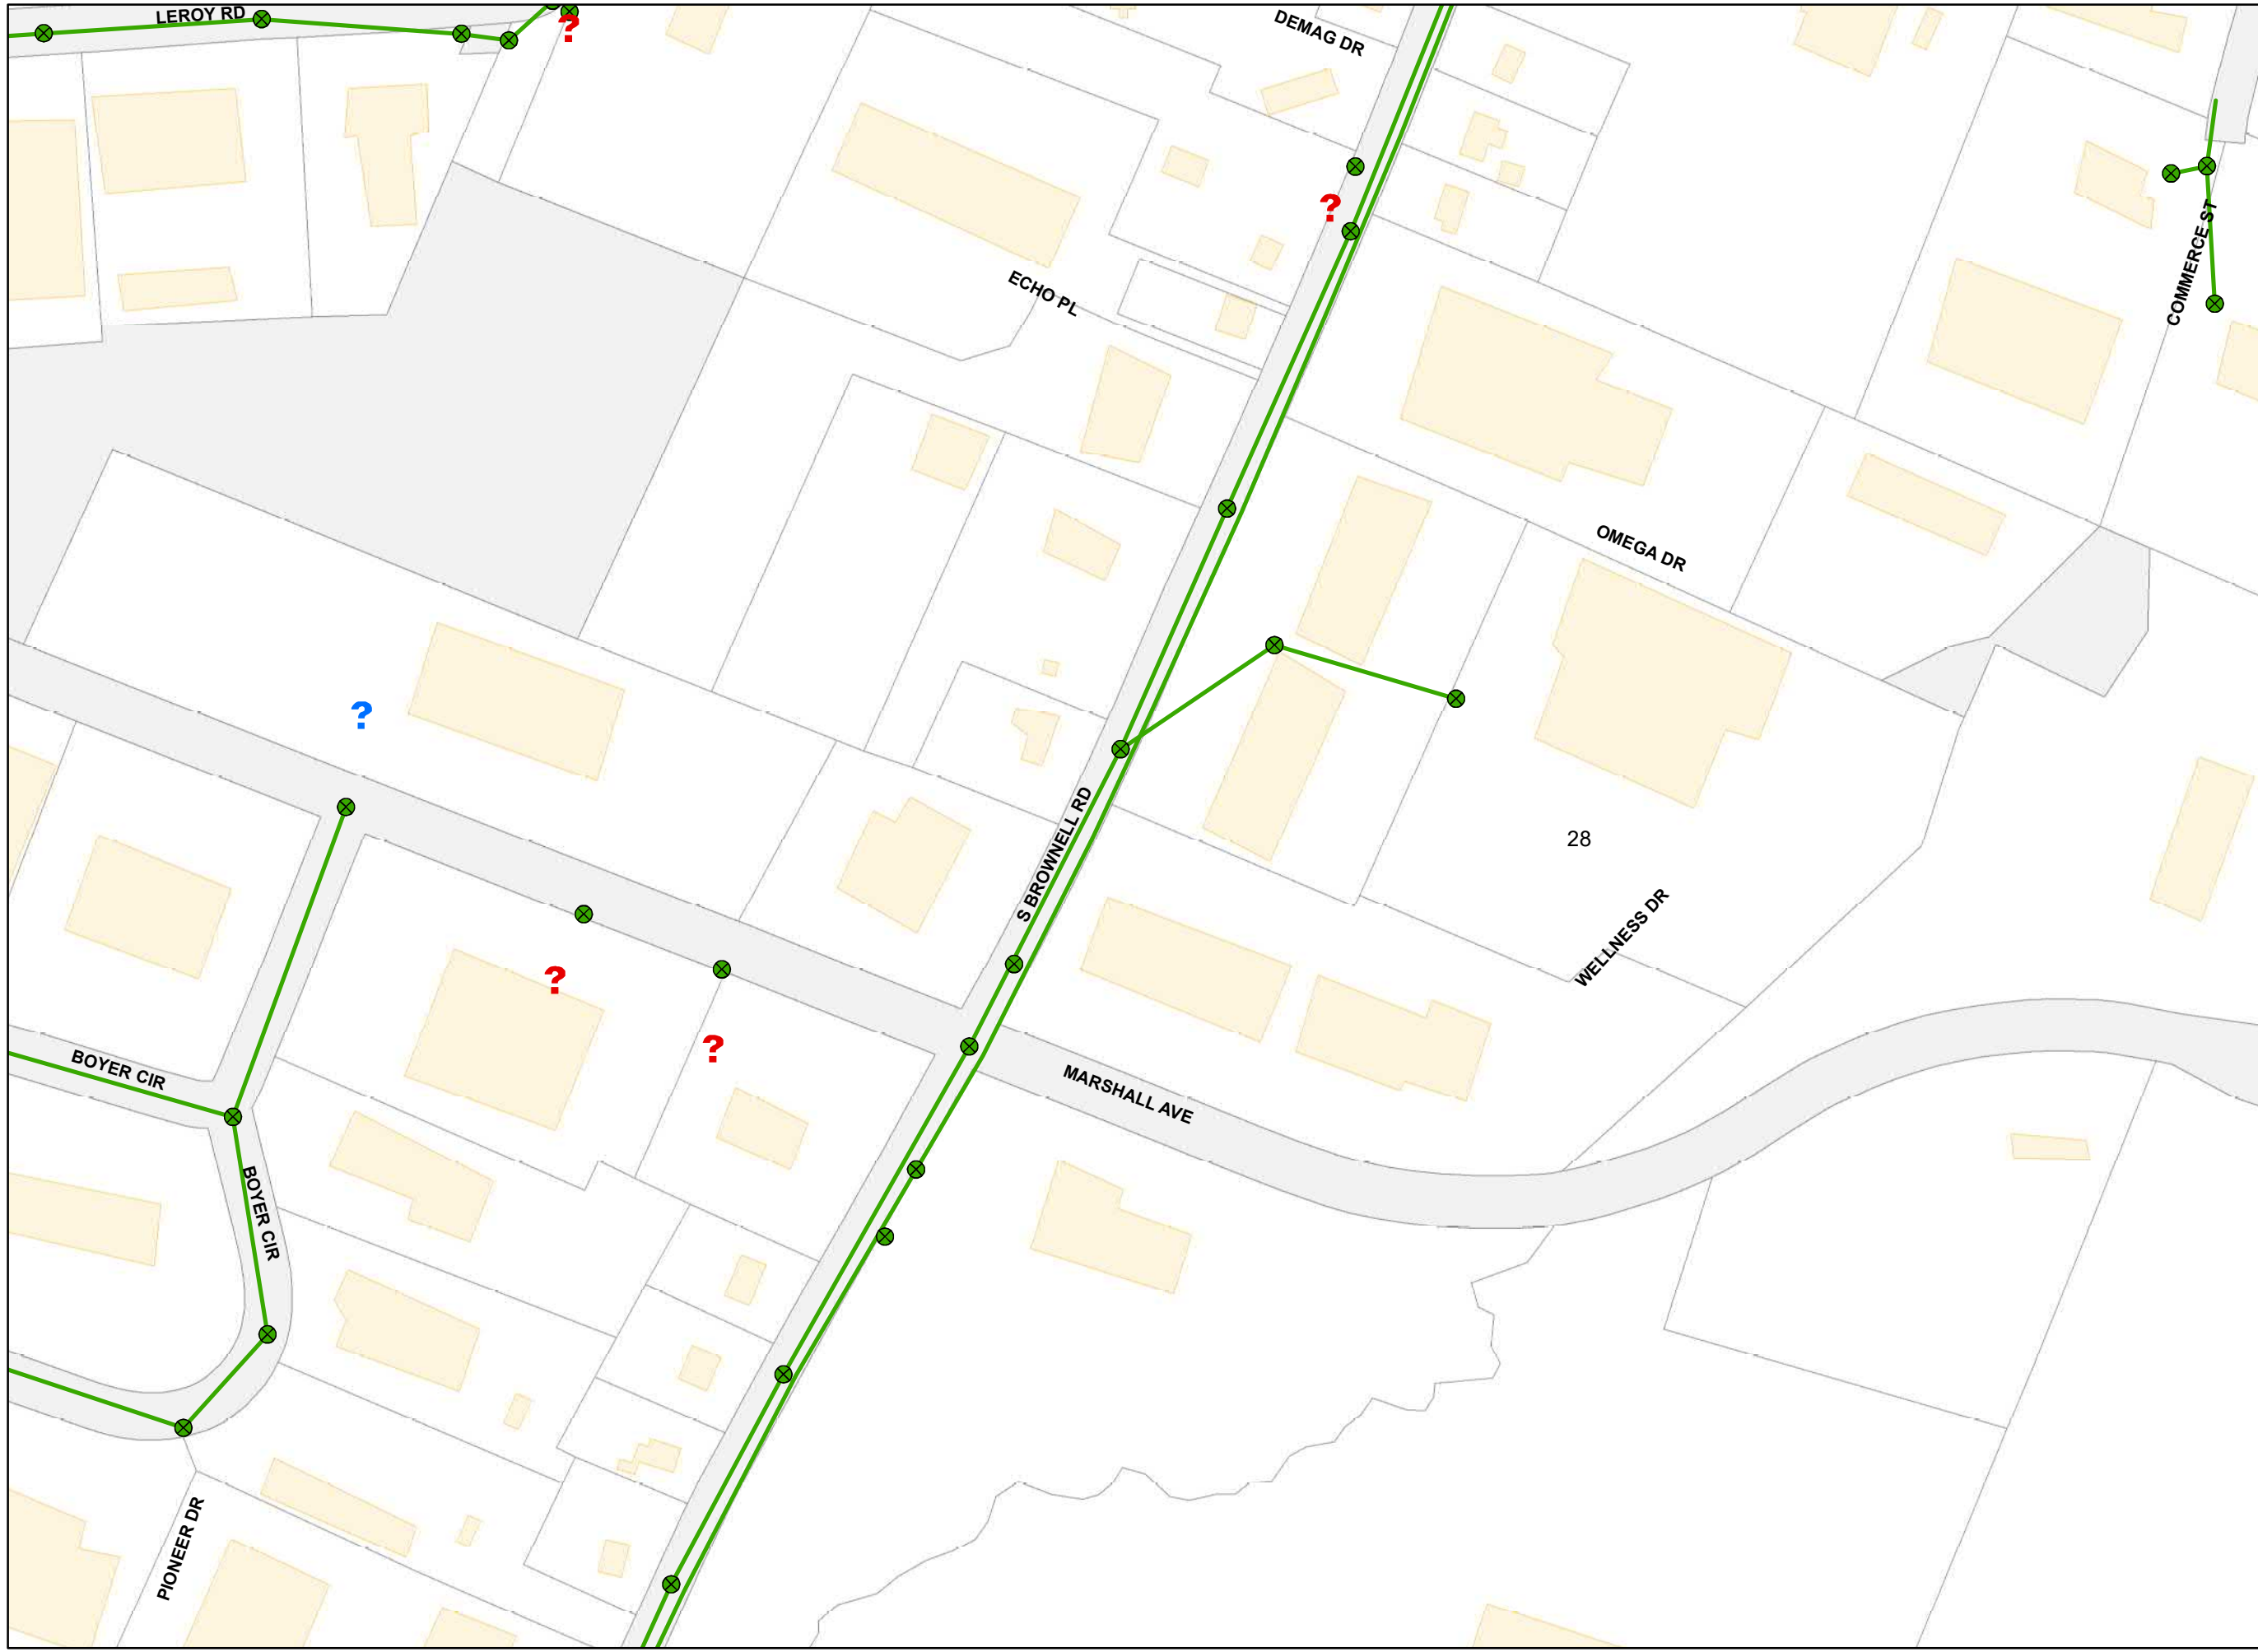 LEROY RD
?
DEMAG DR
?
COMMERCE ST
ECHO PL
OMEGA DR
?
S BROWNELL RD
28
WELLNESS DR
?
?
BOYER CIR
MARSHALL AVE
BOYER CIR
PIONEER DR